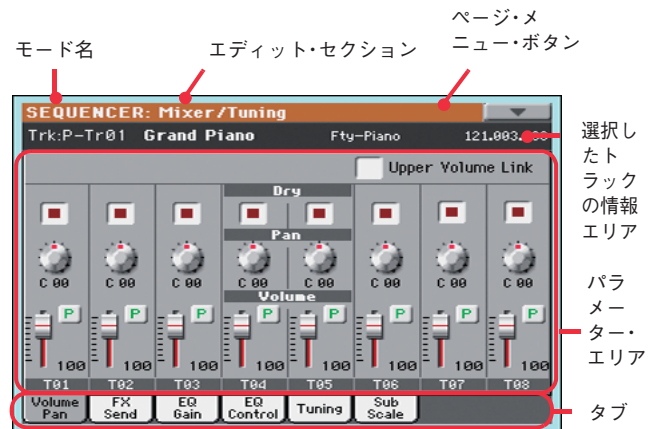 ページ・メ
ニュー・ボタン
モード名
エディット・セクション
SEQUENCER: Mixer/Tuning
Trk:P-Tr01 Grand Piano Fty-Piano 121.003.
選択し
たト
ラック
の情報
エリア
Upper Volume Link
Dry
Pan
C 00 C 00 C 00 C 00 C 00 C 00 C 00 C 00
Volume
P P P P P P P P
100 100 100 100 100 100 100 100
T01 T02 T03 T04 T05 T06 T07 T08
パラ
メー
ター・
エリア
Volume Pan
FX Send
EQ Gain
EQ Control
Tuning
Sub Scale
タブ